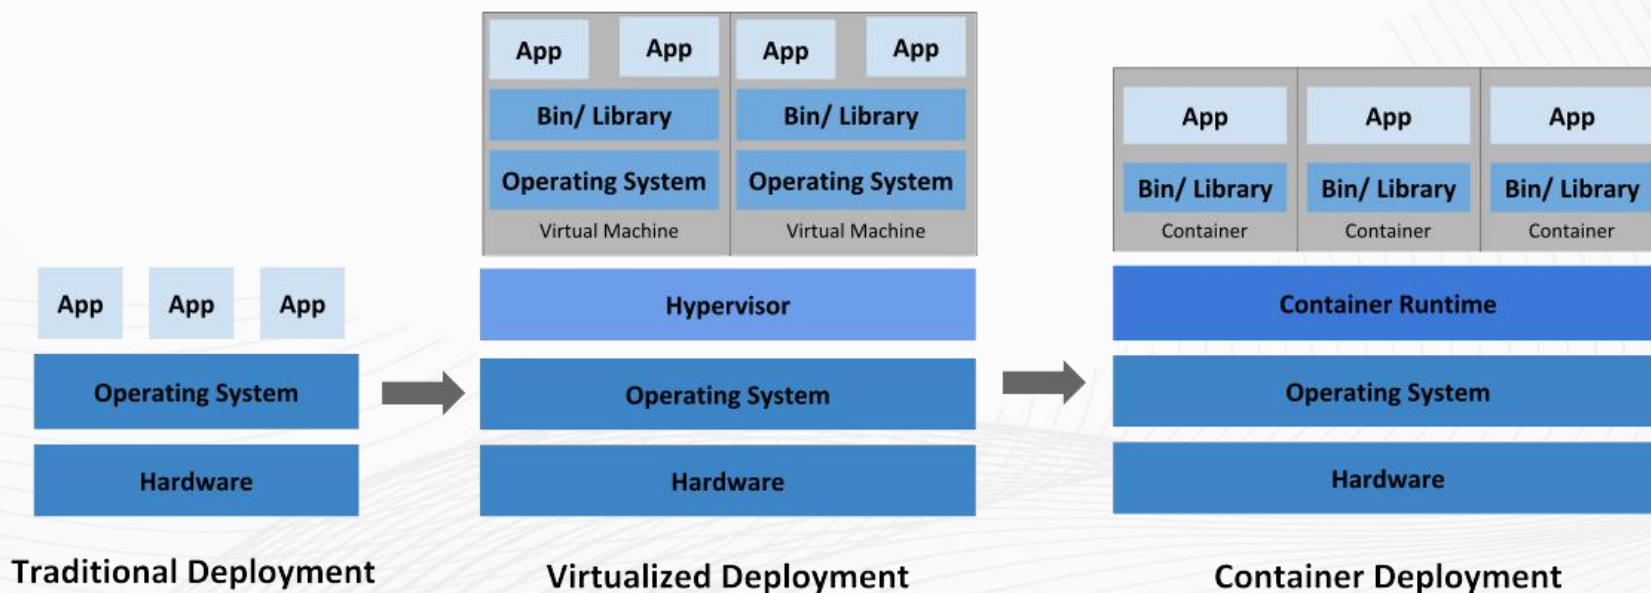 App
App
App
Operating System
Hardware
Traditional Deployment
App
App
App
App
Bin/ Library
Bin/ Library
Operating System
Operating System
Virtual Machine
Virtual Machine
Hypervisor
Operating System
Hardware
Virtualized Deployment
App
App
App
Bin/ Library
Bin/ Library
Bin/ Library
Container
Container
Container
Container Runtime
Operating System
Hardware
Container Deployment